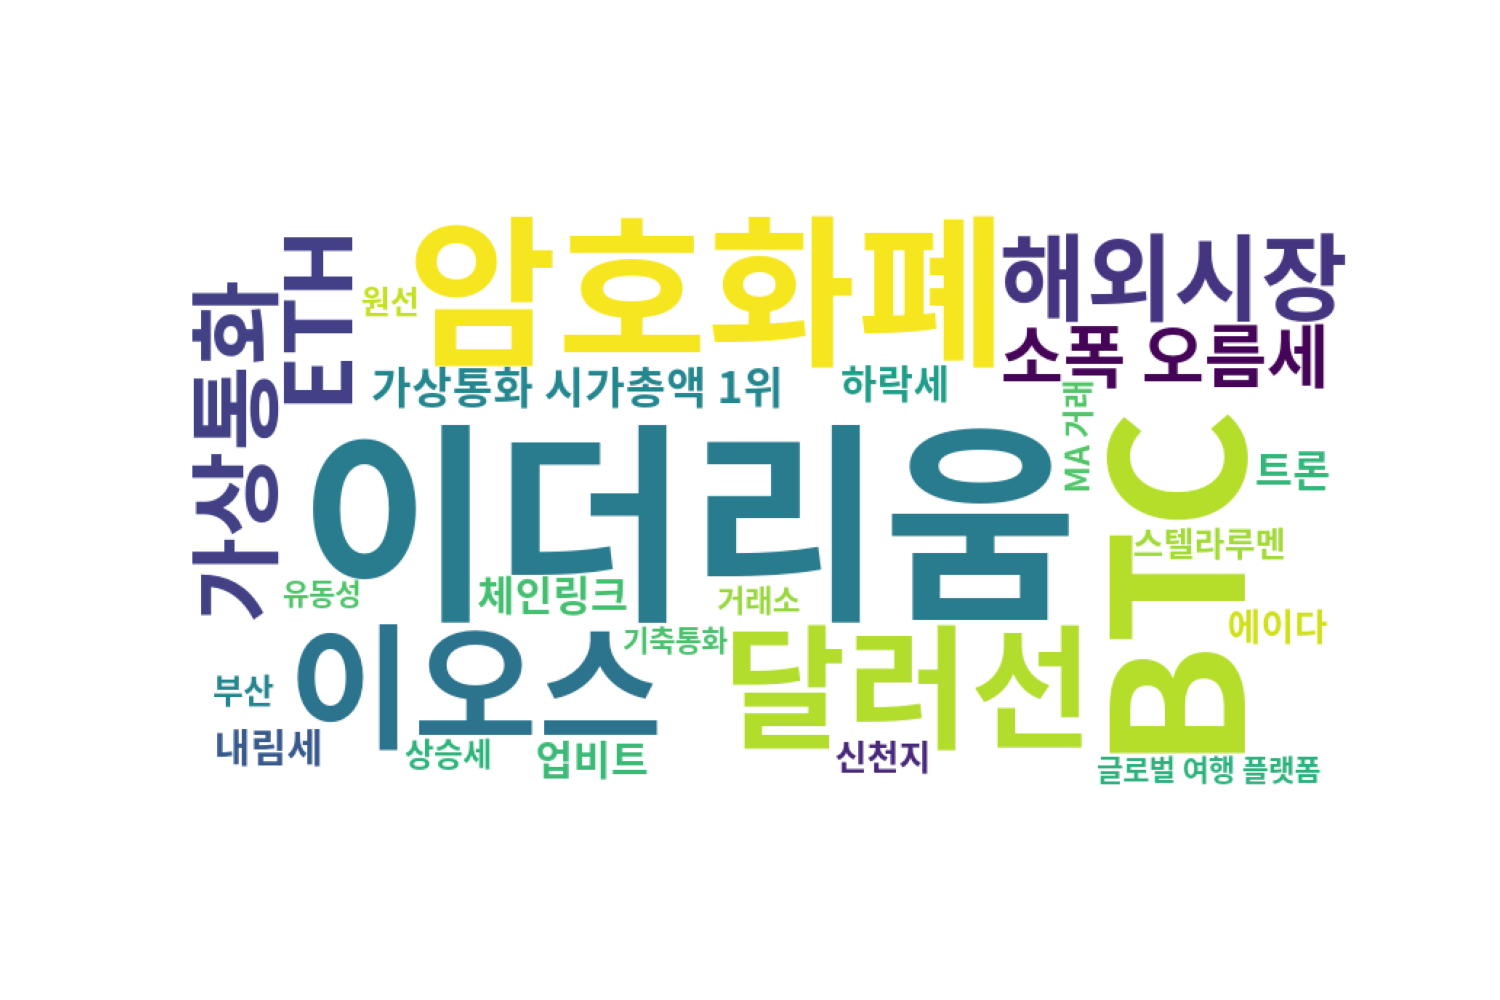 암호화폐
해외시장
가상통화
ETH
원선
소폭 오름세
가상통화 시가총액 1위
하락세
MA 거래
이더리움
BTC
트론
스텔라루멘
유동성
체인링크
거래소
에이다
기축통화
이오스
달러선
부산
내림세
상승세
업비트
신천지
글로벌 여행 플랫폼